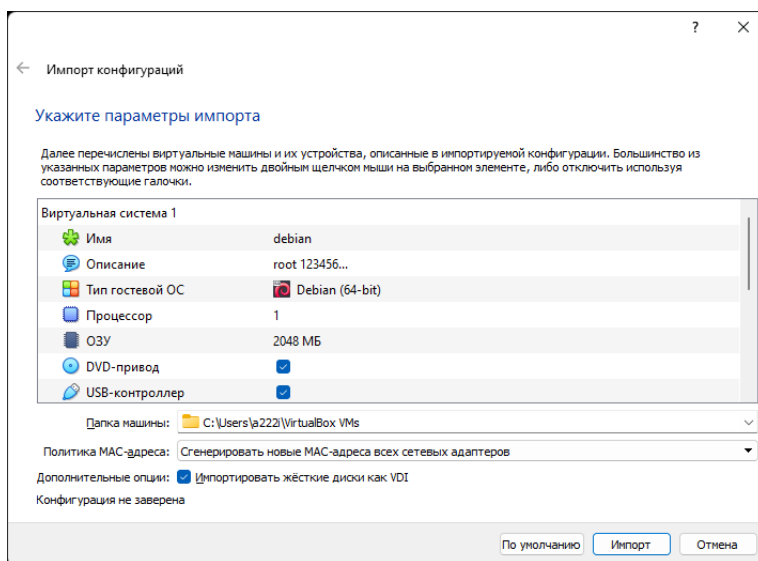 ?
Импорт конфигураций
Укажите параметры импорта
Далее перечислены виртуальные машины и их устройства, описанные в импортируемой конфигурации. Большинство из
указанных параметров можно изменить двойным щелчком мыши на выбранном элементе, либо отключить используя
соответствующие галочки.
Виртуальная система 1
Имя debian
Описание root 123456...
Тип гостевой ОС Debian (64-bit)
Процессор 1
ОЗУ 2048 МБ
DVD-привод
USB-контроллер
Папка машины: C:\Users\a222i\VirtualBox VMs
Политика MAC-адреса: Сгенерировать новые MAC-адреса всех сетевых адаптеров
Дополнительные опции: Импортировать жёсткие диски как VDI
Конфигурация не заверена
По умолчанию Импорт Отмена